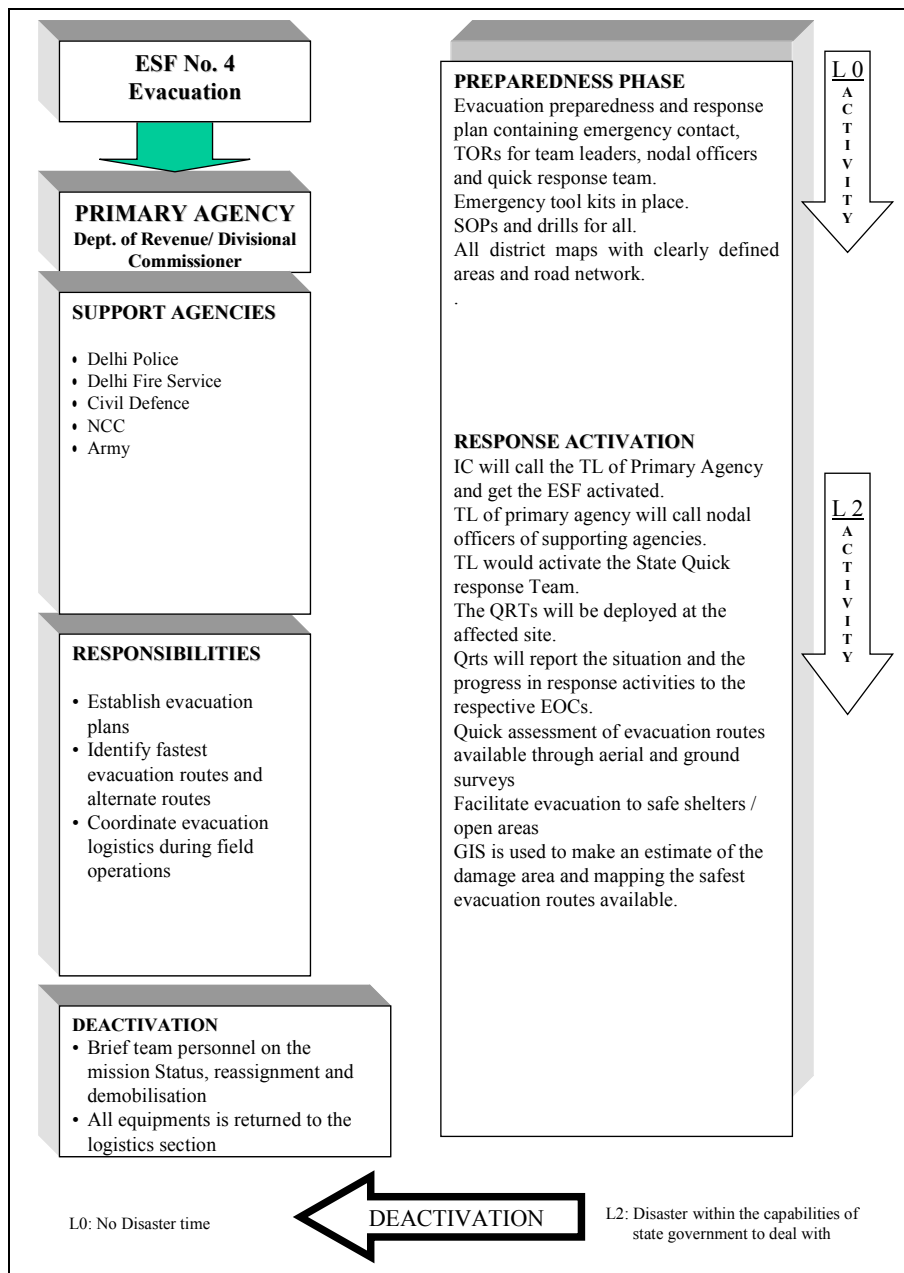 ESF No. 4
Evacuation
PRIMARY AGENCY
Dept. of Revenue/ Divisional
Commissioner
SUPPORT AGENCIES
• Delhi Police
• Delhi Fire Service
• Civil Defence
• NCC
• Army
RESPONSIBILITIES
• Establish evacuation
plans
• Identify fastest
evacuation routes and
alternate routes
• Coordinate evacuation
logistics during field
operations
DEACTIVATION
• Brief team personnel on the
mission Status, reassignment and
demobilisation
• All equipments is returned to the
logistics section
PREPAREDNESS PHASE
Evacuation preparedness and response
plan containing emergency contact,
TORs for team leaders, nodal officers
and quick response team.
Emergency tool kits in place.
SOPs and drills for all.
All district maps with clearly defined
areas and road network.
.
RESPONSE ACTIVATION
IC will call the TL of Primary Agency
and get the ESF activated.
TL of primary agency will call nodal
officers of supporting agencies.
TL would activate the State Quick
response Team.
The QRTs will be deployed at the
affected site.
Qrts will report the situation and the
progress in response activities to the
respective EOCs.
Quick assessment of evacuation routes
available through aerial and ground
surveys
Facilitate evacuation to safe shelters /
open areas
GIS is used to make an estimate of the
damage area and mapping the safest
evacuation routes available.
L 0
A
C
T
I
V
I
T
Y
L 2
A
C
T
I
V
I
T
Y
L0: No Disaster time
DEACTIVATION
L2: Disaster within the capabilities of
state government to deal with